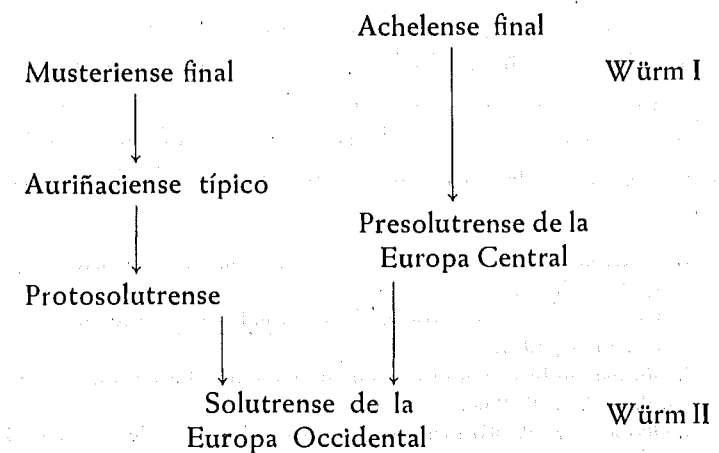 Achelense final
Musteriense final
Würm I
Auriñaciense típico
Presolutrense de la
Europa Central
Protosolutrense
Solutrense de la
Europa Occidental
Würm II